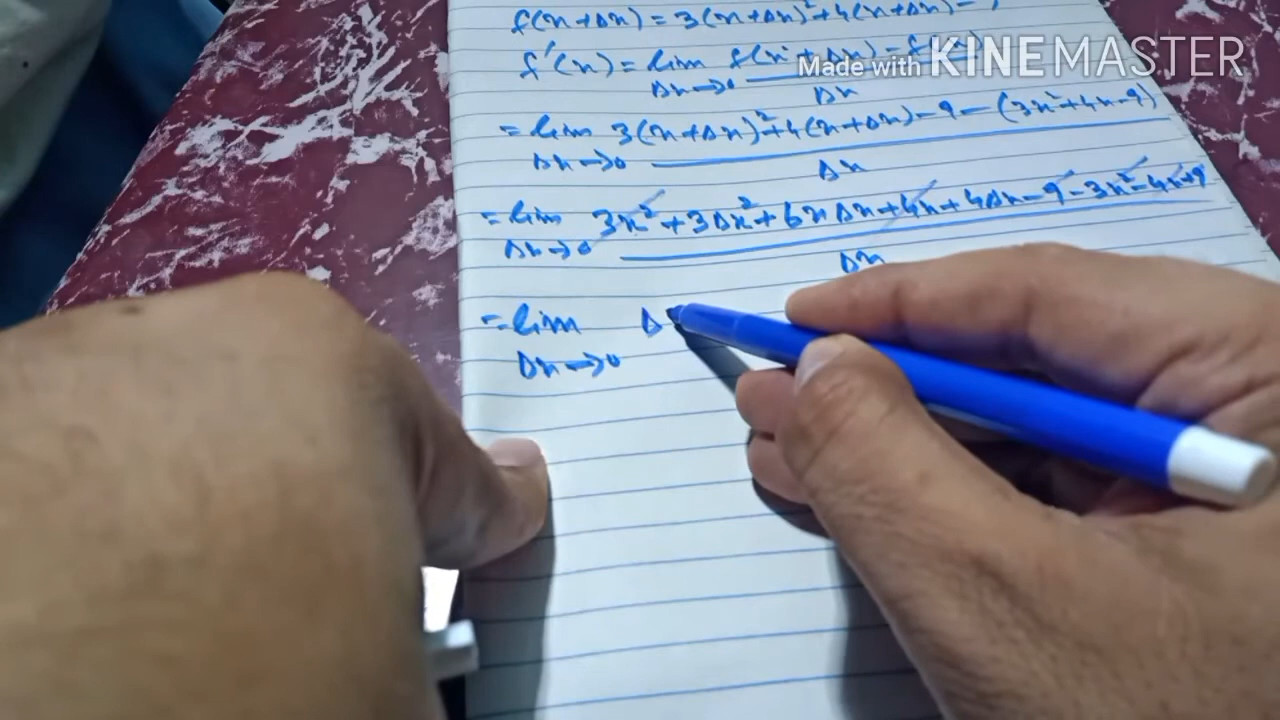 f(x+Δx) = 3(x+Δx)²+4(x+Δx)-
f'(x) = lim f(x+Δx)-f(x)
Δx→0 Δx
Made with KINEMASTER
= lim 3(x+Δx)²+4(x+Δx)-9-(3x²+4x-9)
Δx→0 Δx
= lim 3x²+3Δx²+6xΔx+4x+4Δx-9-3x²-4x+9
Δx→0 Δx
= lim Δ
Δx→0